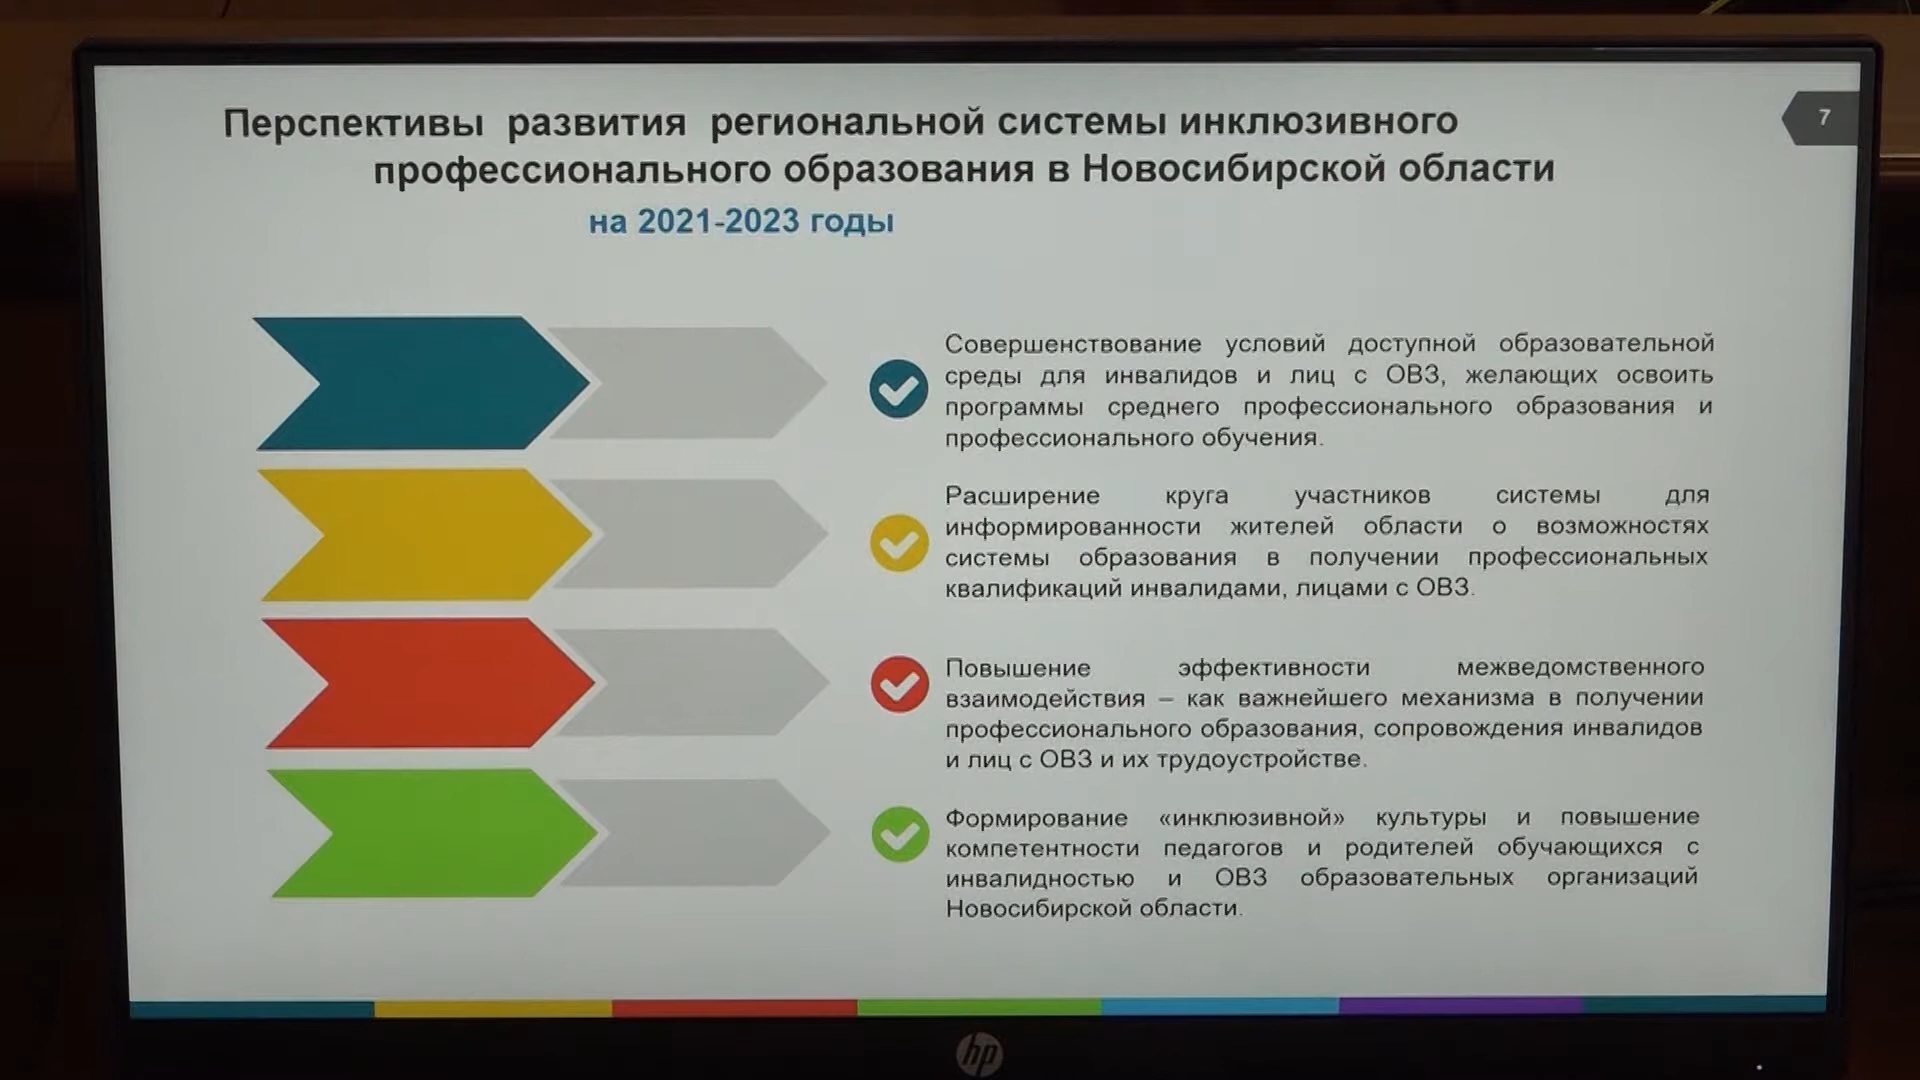 Перспективы развития региональной системы инклюзивного
профессионального образования в Новосибирской области
на 2021-2023 годы
7
Совершенствование условий доступной образовательной
среды для инвалидов и лиц с ОВЗ, желающих освоить
программы среднего профессионального образования и
профессионального обучения.
Расширение круга участников системы для
информированности жителей области о возможностях
системы образования в получении профессиональных
квалификаций инвалидами, лицами с ОВЗ.
Повышение эффективности межведомственного
взаимодействия – как важнейшего механизма в получении
профессионального образования, сопровождения инвалидов
и лиц с ОВЗ и их трудоустройстве.
Формирование «инклюзивной» культуры и повышение
компетентности педагогов и родителей обучающихся с
инвалидностью и ОВЗ образовательных организаций
Новосибирской области.
hp